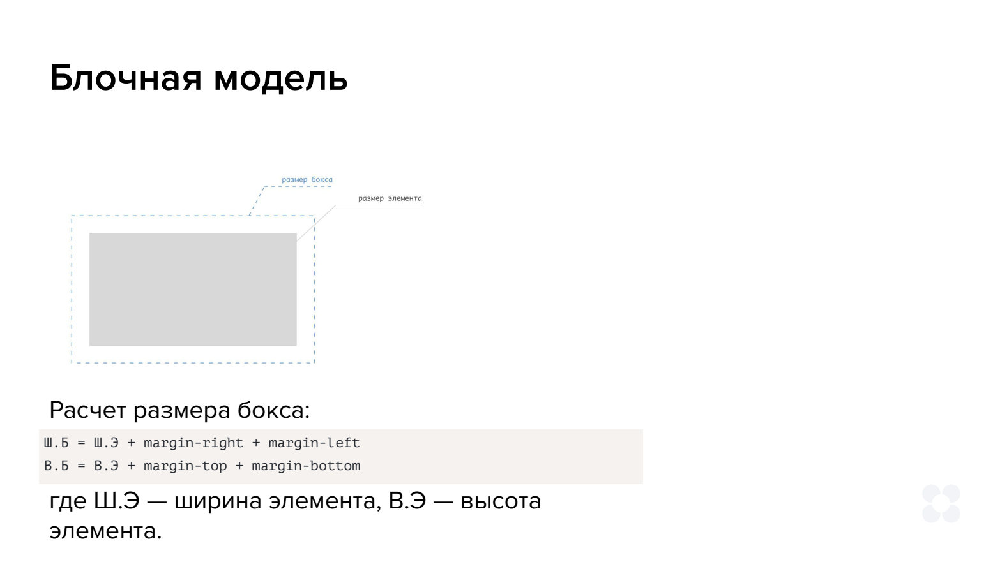 Блочная модель
размер бокса
размер элемента
Расчет размера бокса:
Ш.Б = Ш.Э + margin-right + margin-left
В.Б = В.Э + margin-top + margin-bottom
где Ш.Э — ширина элемента, В.Э — высота
элемента.